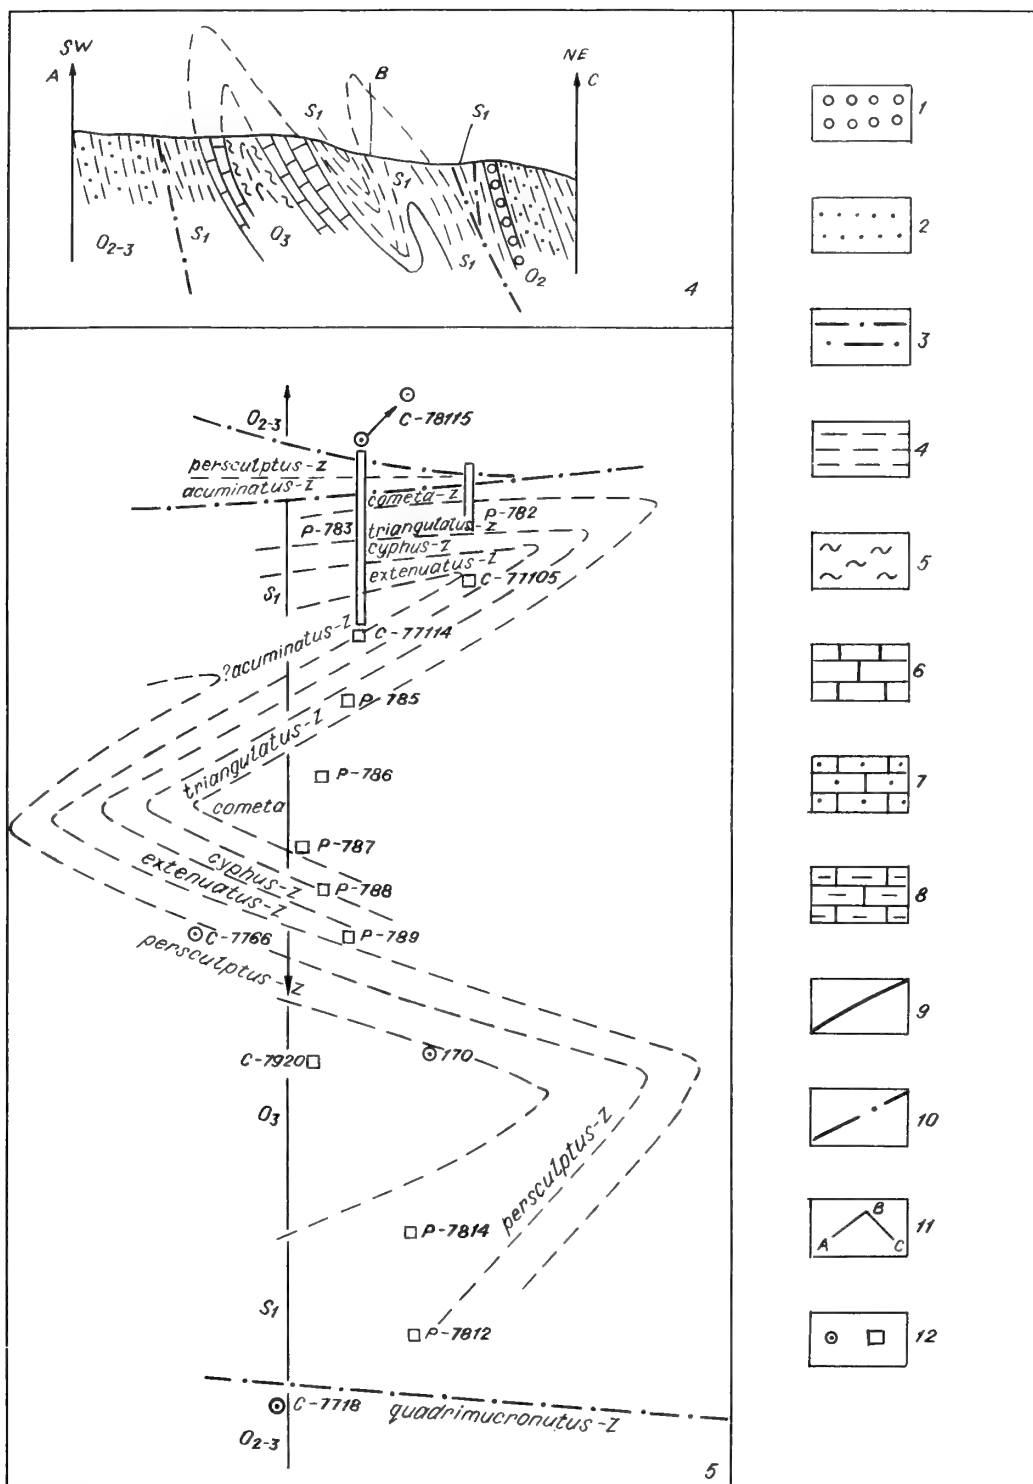 SW
A
B
NE
C
S1
S1
S1
O2-3
S1
O3
S1
S1
O2
4
O2-3
C-78115
persculptus-z
acuminatus-z
cometa-z
P-783
P-782
triangulatus-z
cyphus-z
extenuatus-z
C-77105
S1
C-77114
?acuminatus-z
P-785
triangulatus-z
P-786
cometa
P-787
cyphus-z
P-788
extenuatus-z
C-7766
P-789
persculptus-z
C-7920
170
O3
persculptus-z
P-7814
S1
P-7812
C-7718
quadrimucronutus-z
O2-3
5
1
2
3
4
5
6
7
8
9
10
A B C
11
12